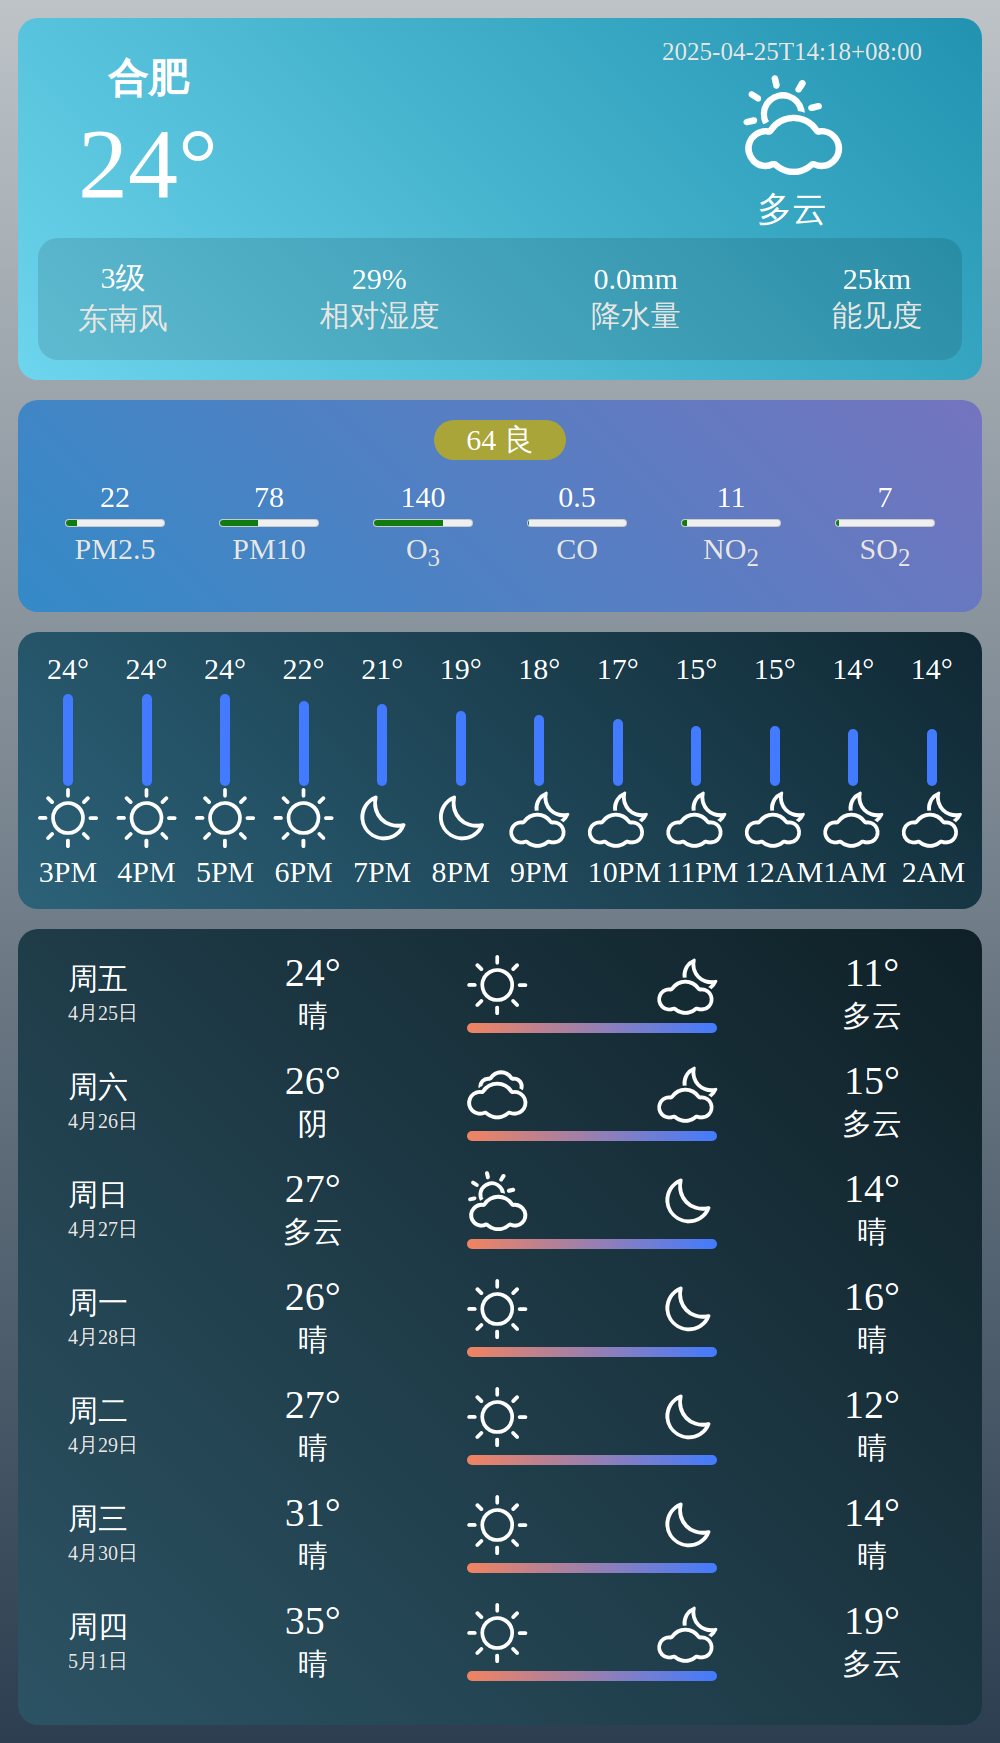 2025-04-25T14:18+08:00
合肥
24°
多云
3级 29% 0.0mm 25km
东南风 相对湿度 降水量 能见度
64 良
22 78 140 0.5 11 7
PM2.5 PM10 O3 CO NO2 SO2
24° 24° 24° 22° 21° 19° 18° 17° 15° 15° 14° 14°
3PM 4PM 5PM 6PM 7PM 8PM 9PM 10PM 11PM 12AM 1AM 2AM
周五 24° 11°
4月25日 晴 多云
周六 26° 15°
4月26日 阴 多云
周日 27° 14°
4月27日 多云 晴
周一 26° 16°
4月28日 晴 晴
周二 27° 12°
4月29日 晴 晴
周三 31° 14°
4月30日 晴 晴
周四 35° 19°
5月1日 晴 多云